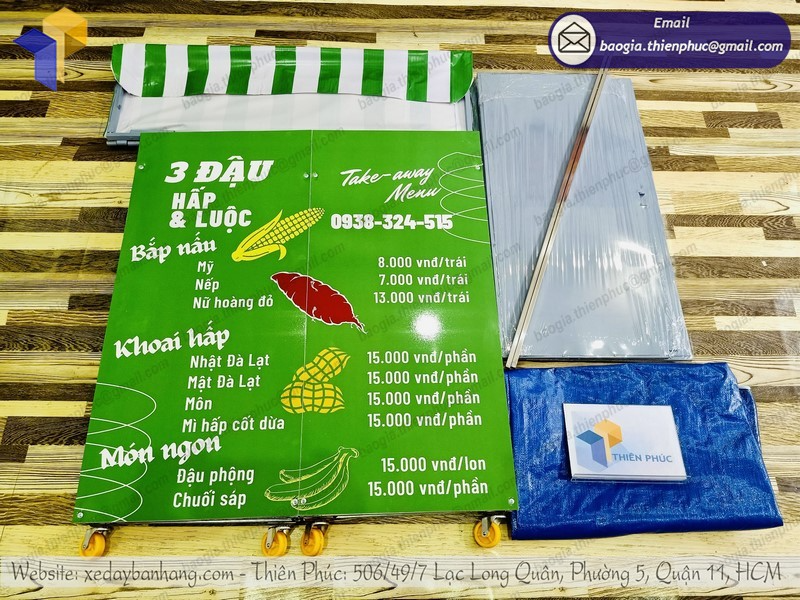 Email
baogia.thienphuc@gmail.com
3 ĐẬU
HẤP
& LUỘC
Take-away
Menu
0938-324-515
Bắp nấu
Mỹ 8.000 vnđ/trái
Nếp 7.000 vnđ/trái
Nữ hoàng đỏ 13.000 vnđ/trái
Khoai hấp
Nhật Đà Lạt 15.000 vnđ/phần
Mật Đà Lạt 15.000 vnđ/phần
Môn 15.000 vnđ/phần
Mì hấp cốt dừa 15.000 vnđ/phần
Món ngon
Đậu phộng 15.000 vnđ/lon
Chuối sáp 15.000 vnđ/phần
THIÊN PHÚC
Website: xedaybanhang.com - Thiên Phúc: 506/49/7 Lạc Long Quân, Phường 5, Quận 11, HCM